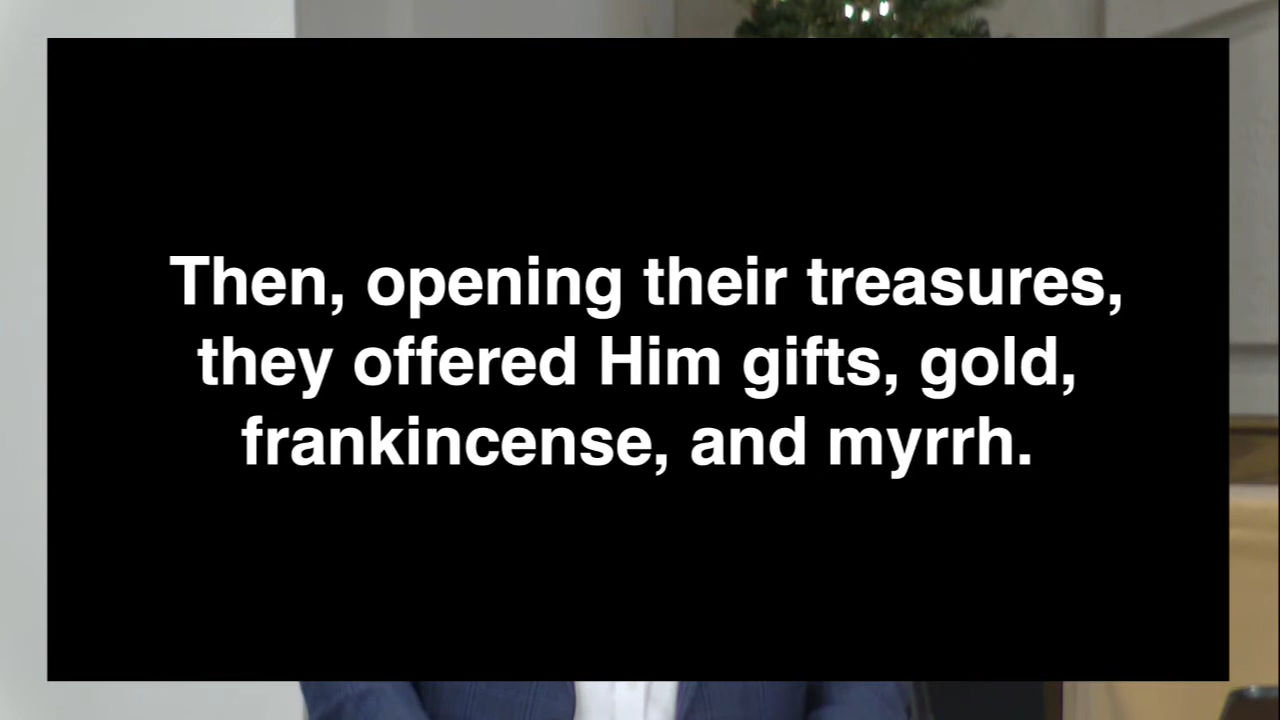 Then, opening their treasures,
they offered Him gifts, gold,
frankincense, and myrrh.